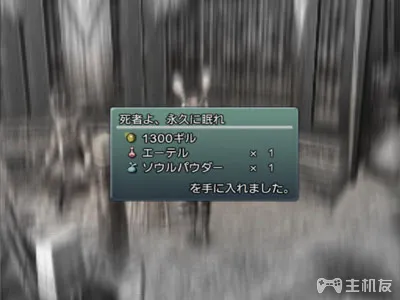 死者よ、永久に眠れ
1300ギル
エーテル × 1
ソウルパウダー × 1
を手に入れました。
主机友